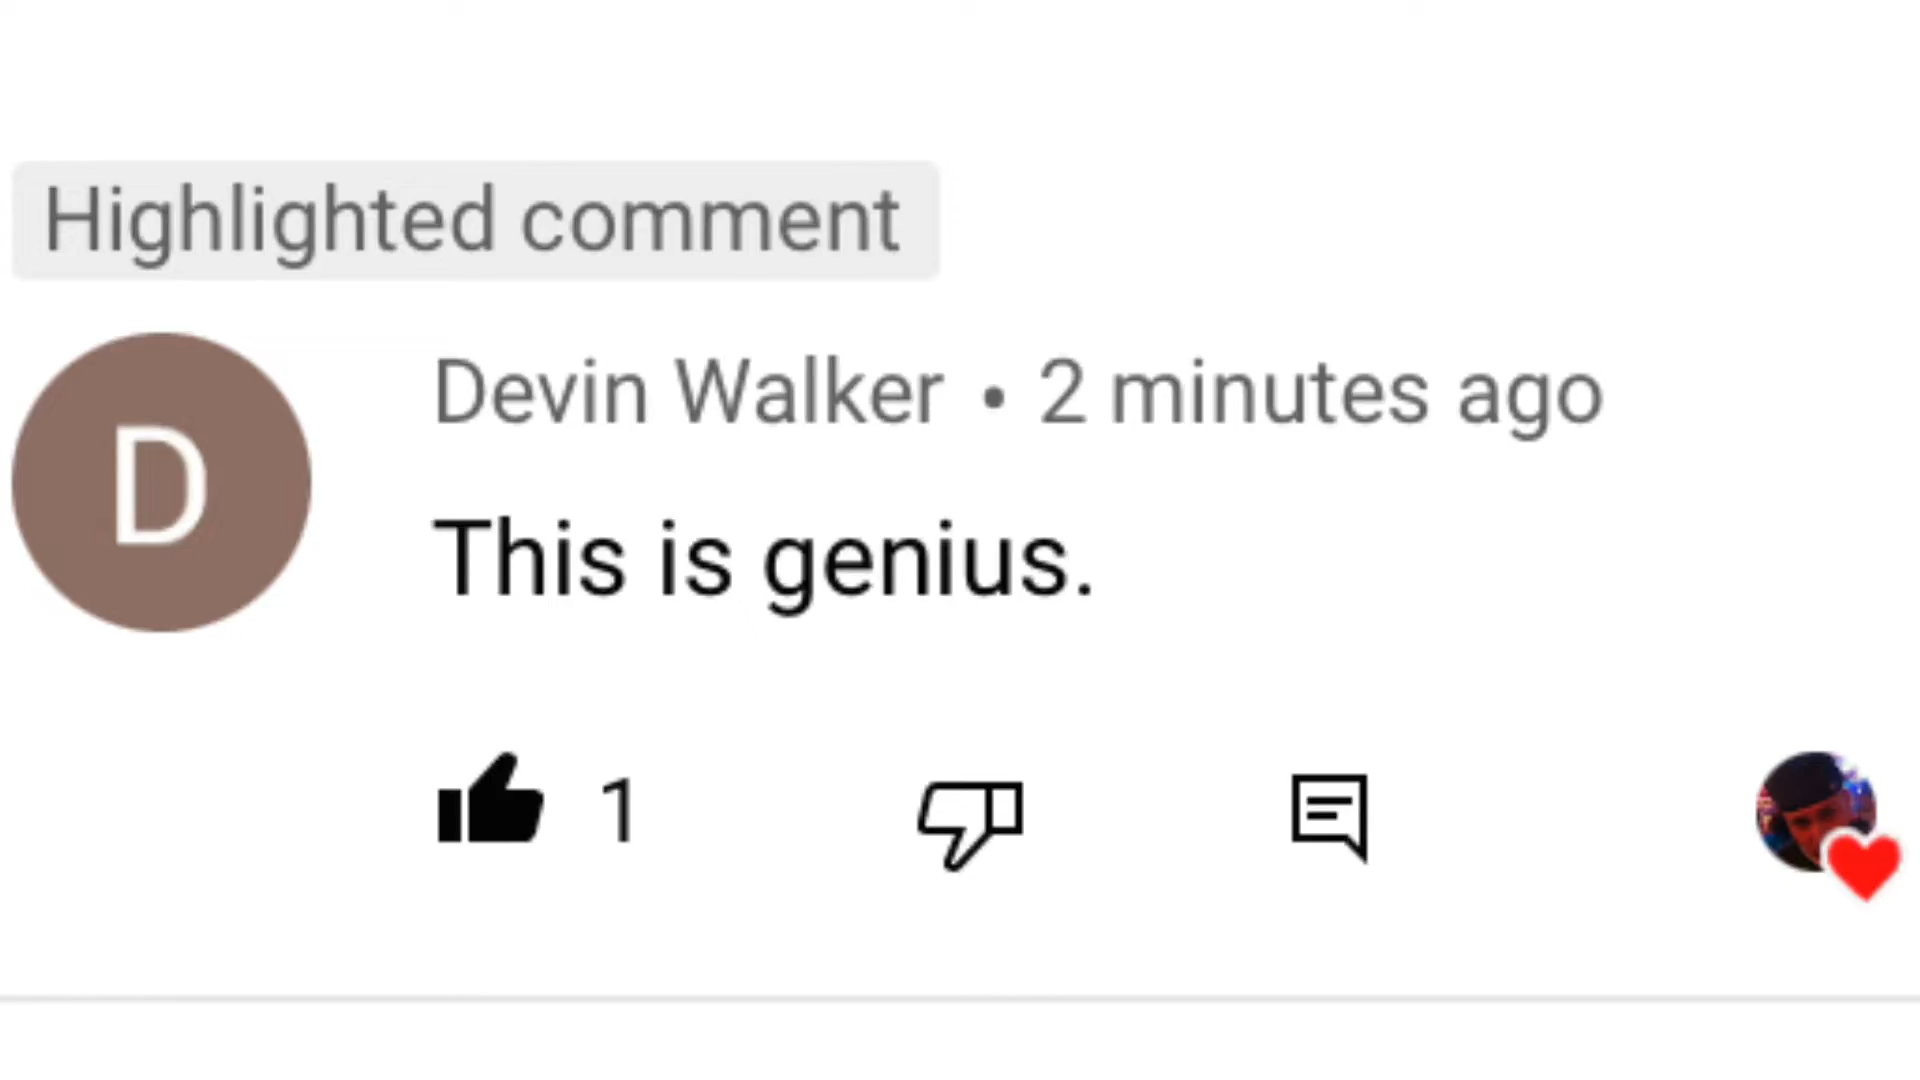 Highlighted comment
D
Devin Walker • 2 minutes ago
This is genius.
1